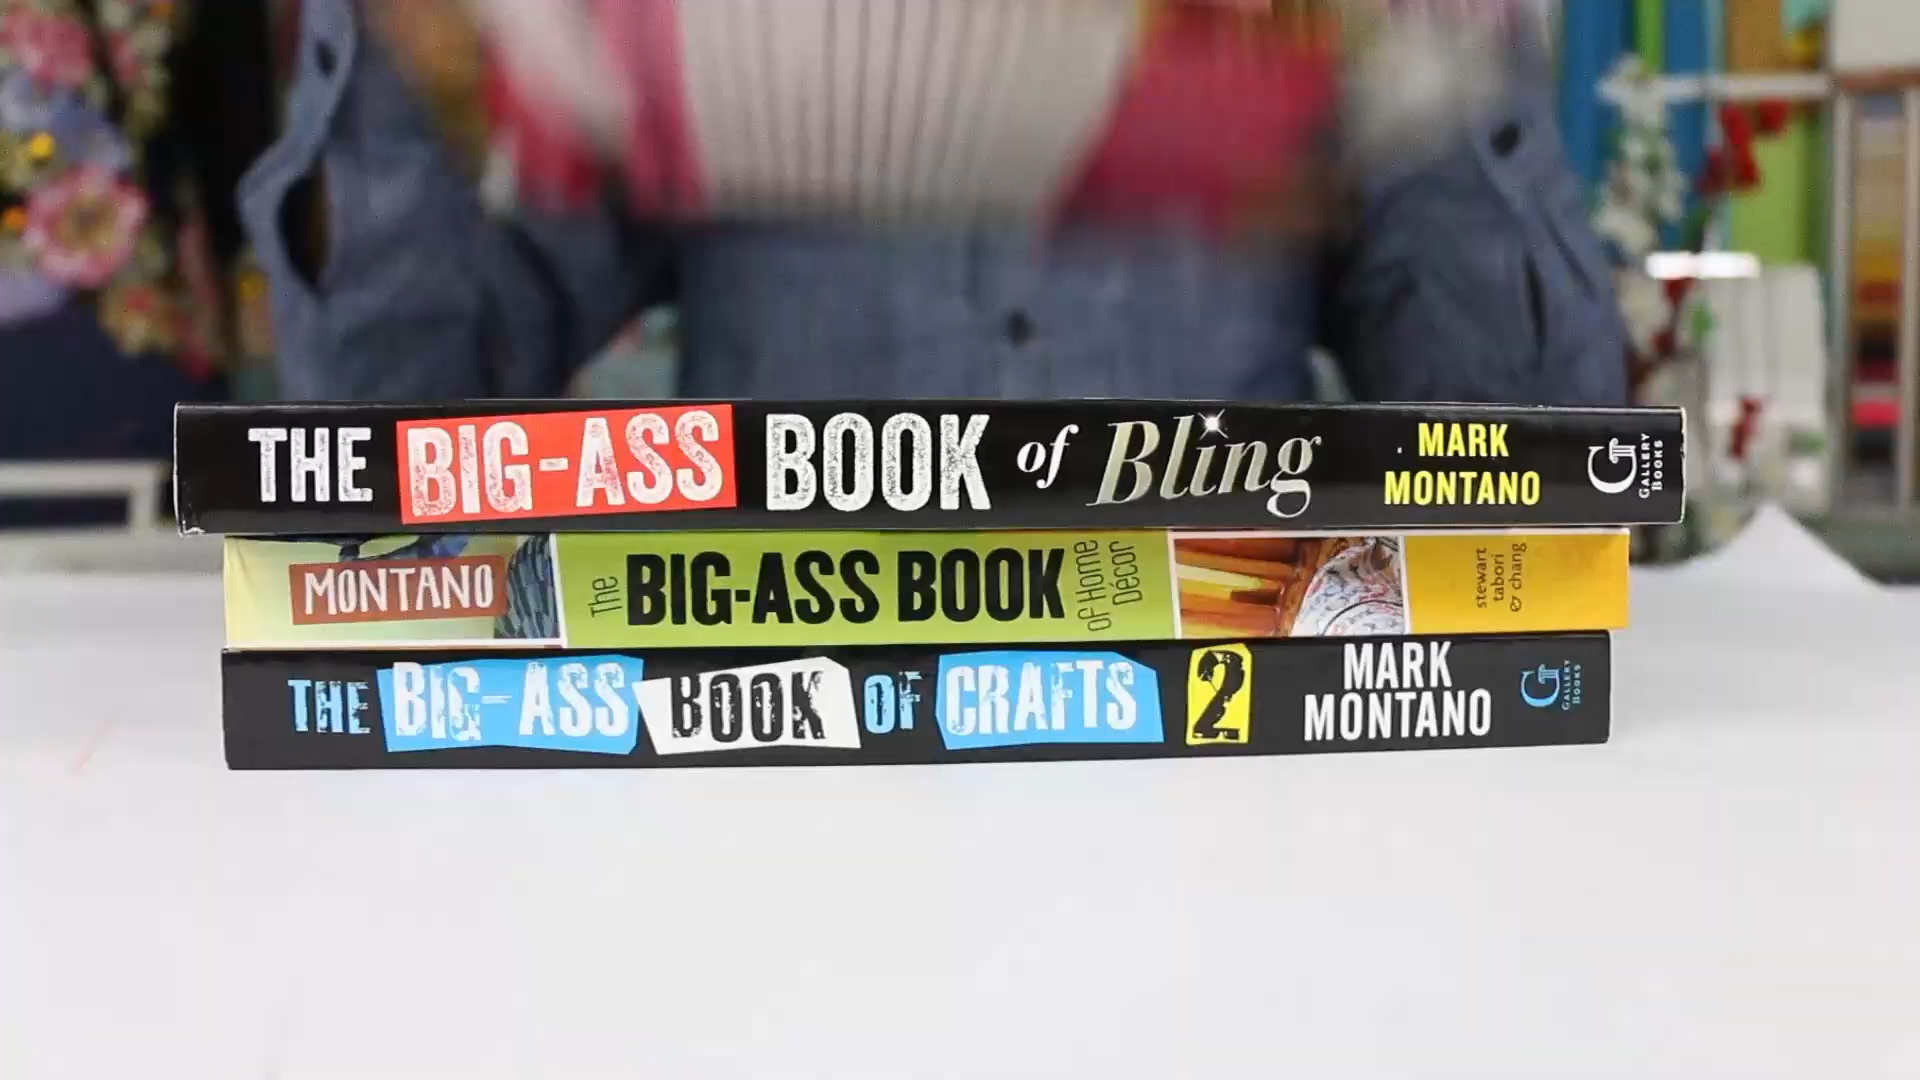 THE BIG-ASS BOOK of Bling MARK MONTANO GALLERY BOOKS
MONTANO The BIG-ASS BOOK of Home Décor stewart tabori & chang
THE BIG-ASS BOOK OF CRAFTS 2 MARK MONTANO GALLERY BOOKS